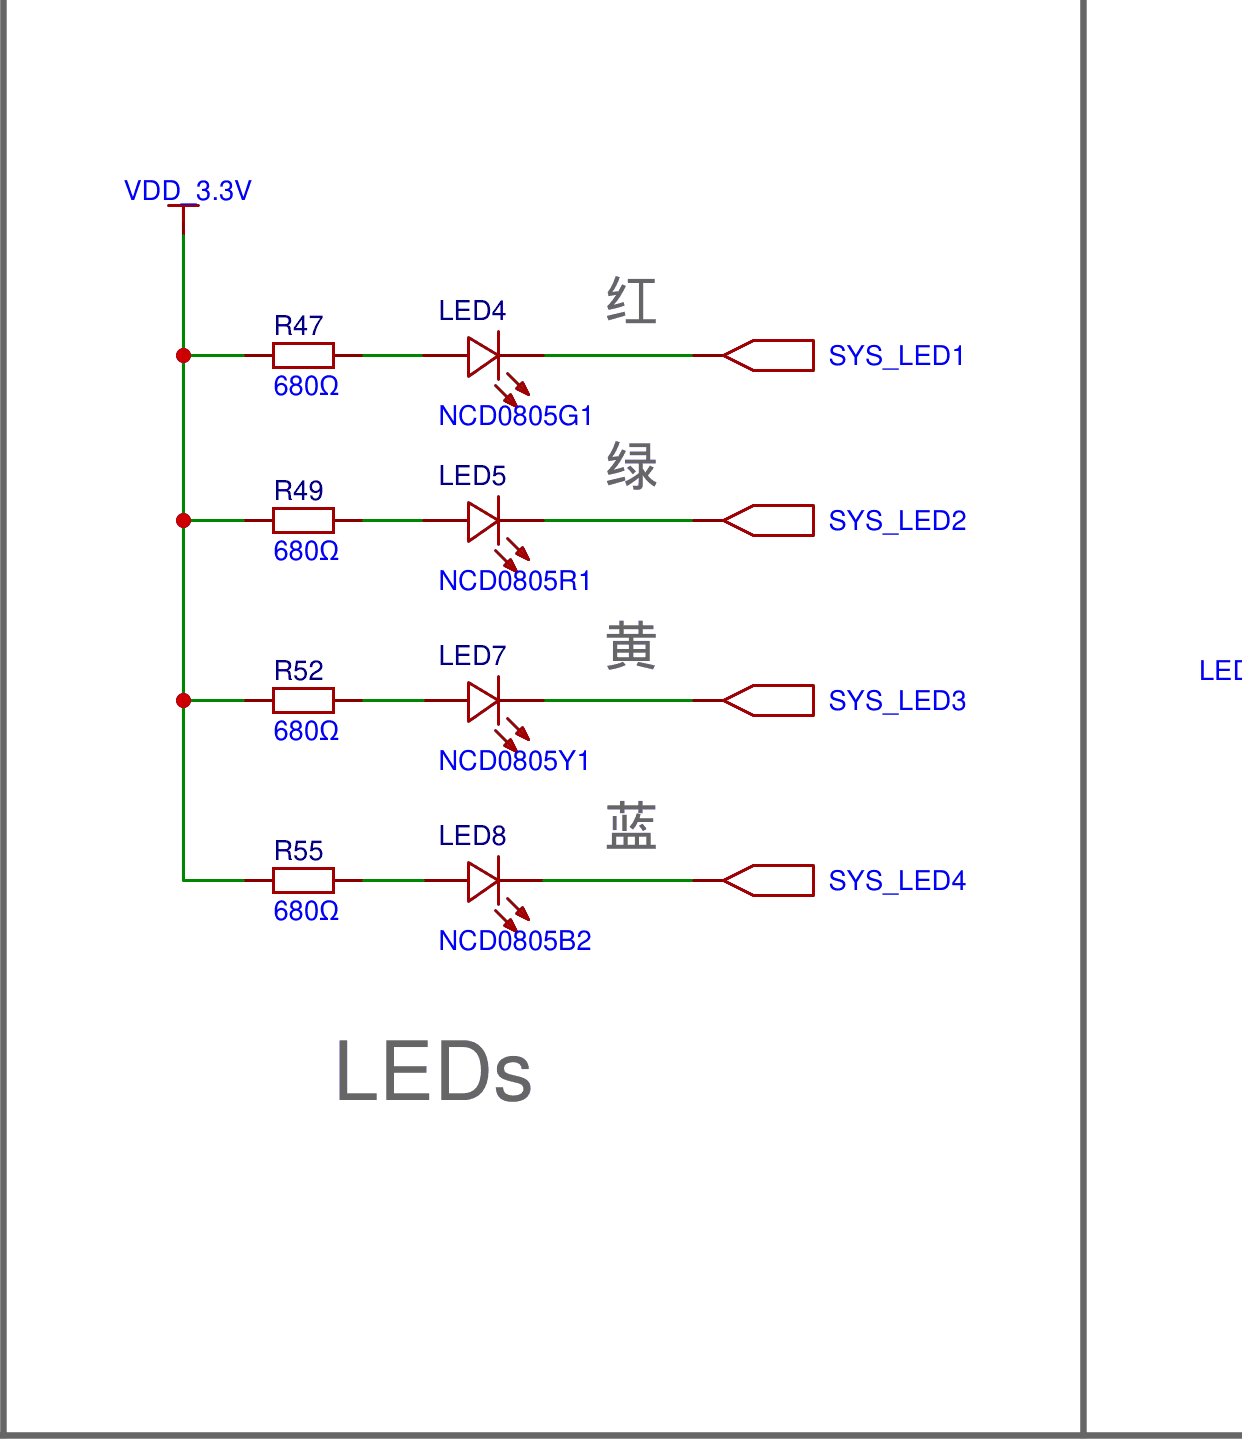 VDD_3.3V
红
LED4
R47
SYS_LED1
680Ω
NCD0805G1
绿
LED5
R49
SYS_LED2
680Ω
NCD0805R1
黄
LED7
R52
LED
SYS_LED3
680Ω
NCD0805Y1
蓝
LED8
R55
SYS_LED4
680Ω
NCD0805B2
LEDs